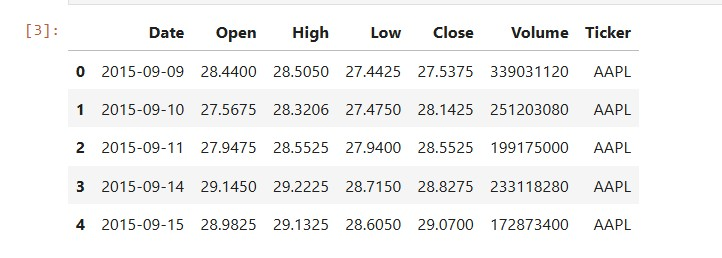 [3]:
Date Open High Low Close Volume Ticker
0 2015-09-09 28.4400 28.5050 27.4425 27.5375 339031120 AAPL
1 2015-09-10 27.5675 28.3206 27.4750 28.1425 251203080 AAPL
2 2015-09-11 27.9475 28.5525 27.9400 28.5525 199175000 AAPL
3 2015-09-14 29.1450 29.2225 28.7150 28.8275 233118280 AAPL
4 2015-09-15 28.9825 29.1325 28.6050 29.0700 172873400 AAPL